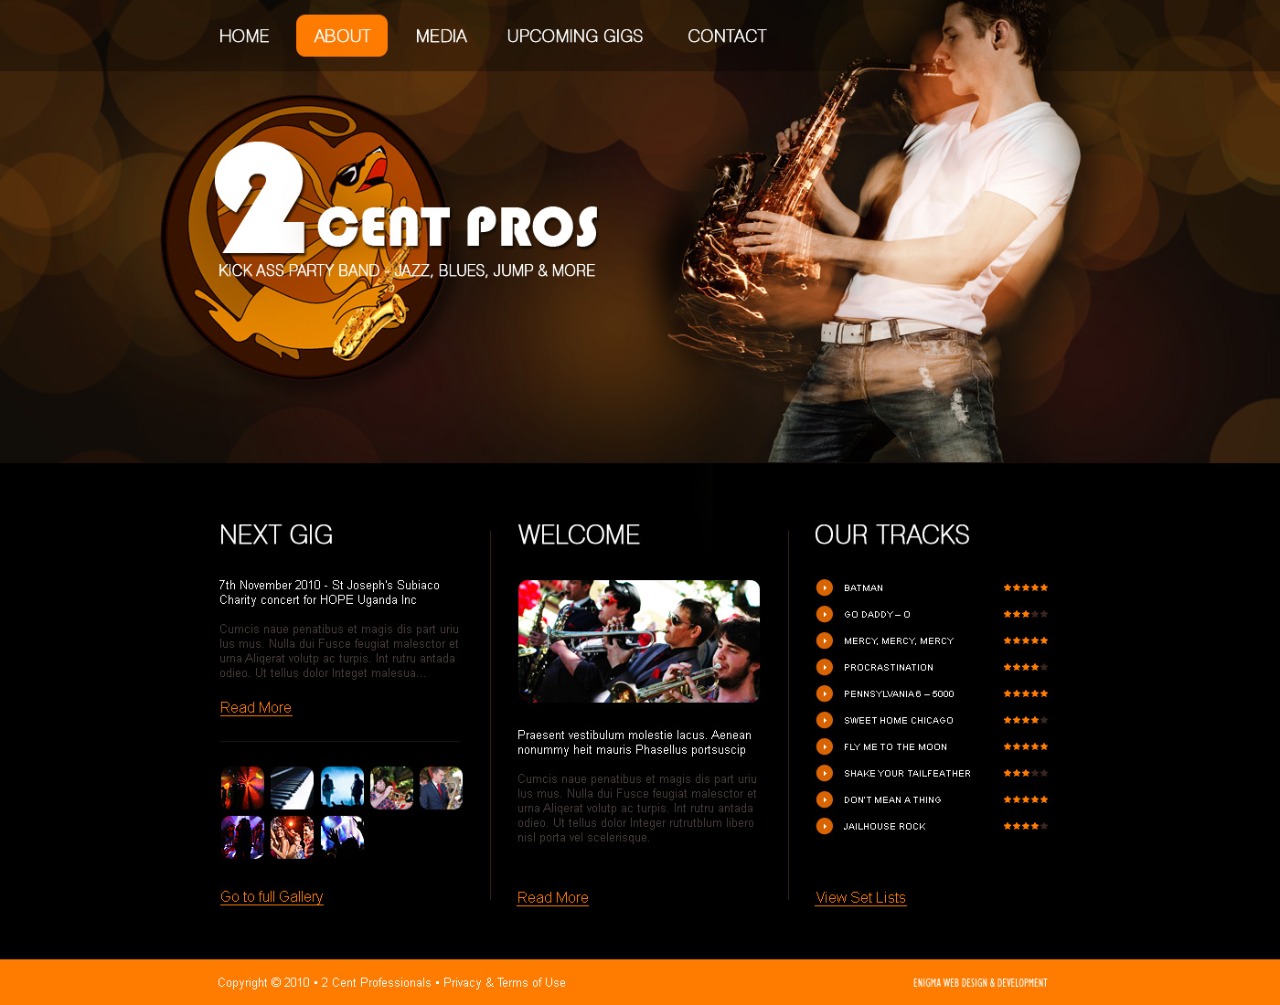 HOME ABOUT MEDIA UPCOMING GIGS CONTACT
2 CENT PROS
KICK ASS PARTY BAND - JAZZ, BLUES, JUMP & MORE
NEXT GIG
7th November 2010 - St Joseph's Subiaco
Charity concert for HOPE Uganda Inc
Cumcis naue penatibus et magis dis part uriu
lus mus. Nulla dui Fusce feugiat malesctor et
urna Aliqerat volutp ac turpis. Int rutru antada
odieo. Ut tellus dolor Integet malesua...
Read More
Go to full Gallery
WELCOME
Praesent vestibulum molestie lacus. Aenean
nonummy heit mauris Phasellus portsuscip
Cumcis naue penatibus et magis dis part uriu
lus mus. Nulla dui Fusce feugiat malesctor et
urna Aliqerat volutp ac turpis. Int rutru antada
odieo. Ut tellus dolor Integer rutrutblum libero
nisl porta vel scelerisque.
Read More
OUR TRACKS
BATMAN
GO DADDY – O
MERCY, MERCY, MERCY
PROCRASTINATION
PENNSYLVANIA 6 – 5000
SWEET HOME CHICAGO
FLY ME TO THE MOON
SHAKE YOUR TAILFEATHER
DON'T MEAN A THING
JAILHOUSE ROCK
View Set Lists
Copyright © 2010 • 2 Cent Professionals • Privacy & Terms of Use
ENIGMA WEB DESIGN & DEVELOPMENT